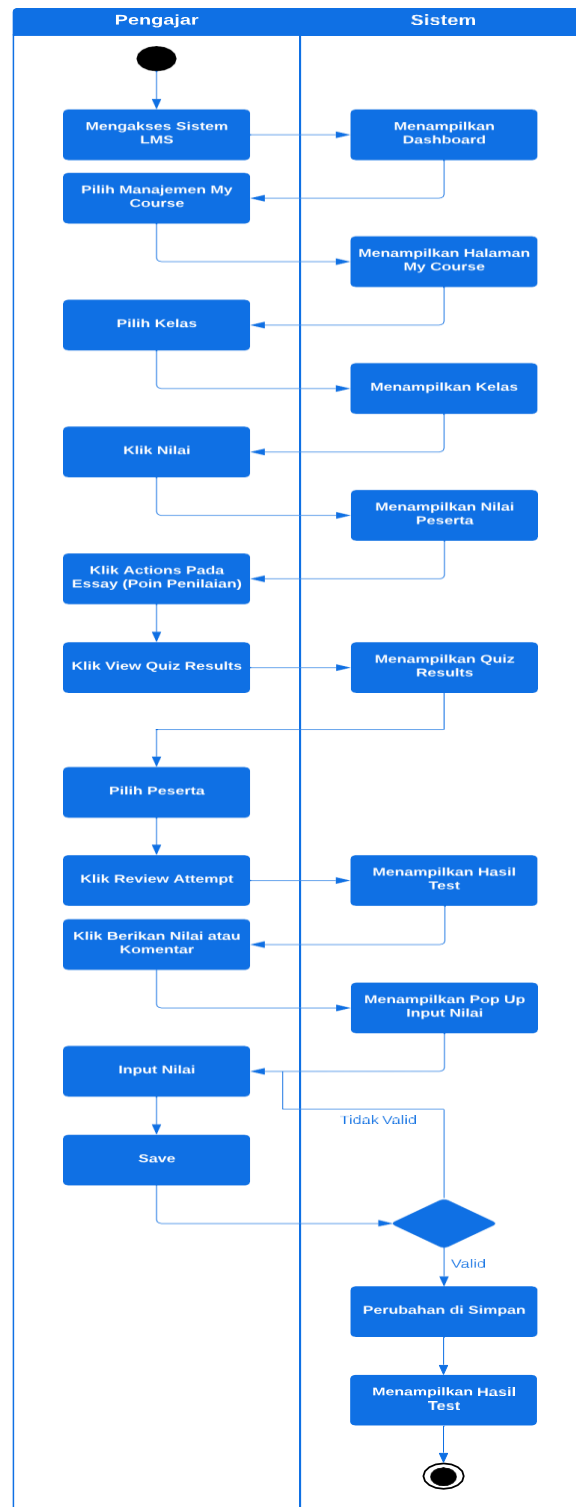 Pengajar
Sistem
Mengakses Sistem
LMS
Menampilkan
Dashboard
Pilih Manajemen My
Course
Menampilkan Halaman
My Course
Pilih Kelas
Menampilkan Kelas
Klik Nilai
Menampilkan Nilai
Peserta
Klik Actions Pada
Essay (Poin Penilaian)
Klik View Quiz Results
Menampilkan Quiz
Results
Pilih Peserta
Klik Review Attempt
Menampilkan Hasil
Test
Klik Berikan Nilai atau
Komentar
Menampilkan Pop Up
Input Nilai
Input Nilai
Tidak Valid
Save
Valid
Perubahan di Simpan
Menampilkan Hasil
Test